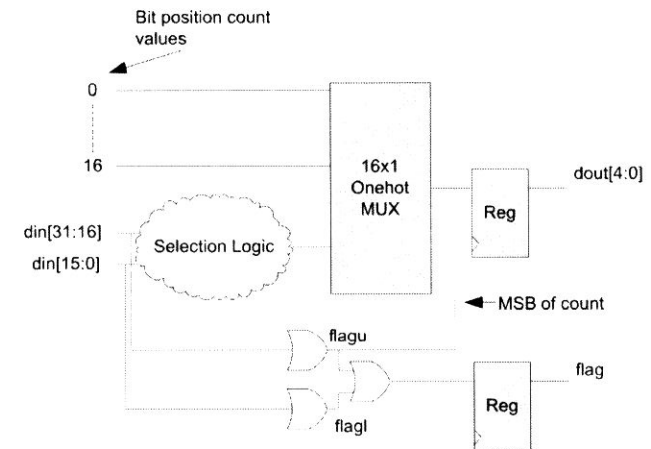 Bit position count
values
0
16
16x1
Onehot
MUX
dout[4:0]
Reg
din[31:16]
din[15:0]
Selection Logic
MSB of count
flagu
flag
Reg
flagl